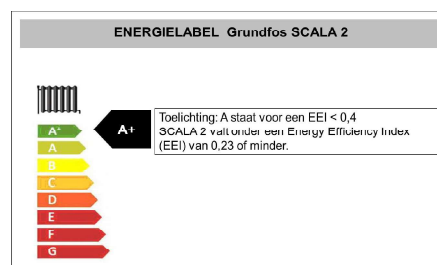 ENERGIELABEL Grundfos SCALA 2
A+
A
B
C
D
E
F
G
A+
Toelichting: A staat voor een EEI < 0,4
SCALA 2 valt onder een Energy Efficiency Index
(EEI) van 0,23 of minder.